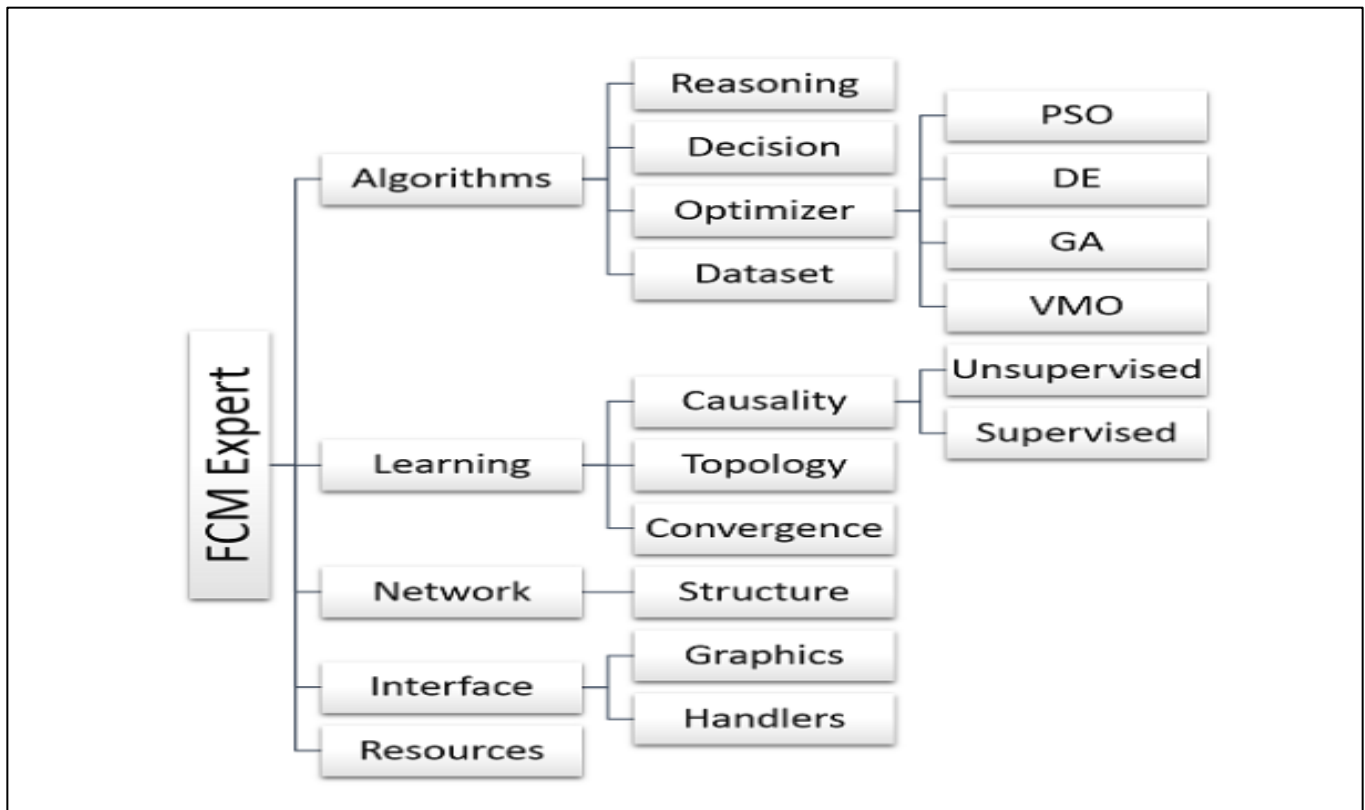 FCM Expert
Algorithms
Reasoning
Decision
Optimizer
PSO
DE
GA
VMO
Dataset
Learning
Causality
Unsupervised
Supervised
Topology
Convergence
Network
Structure
Interface
Graphics
Handlers
Resources